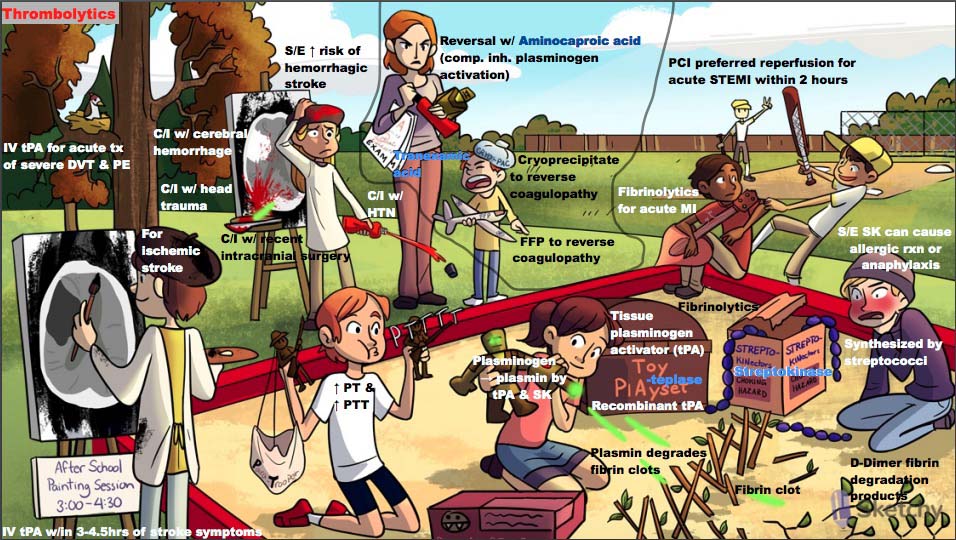 Thrombolytics
S/E ↑ risk of
hemorrhagic
stroke
Reversal w/ Aminocaproic acid
(comp. inh. plasminogen
activation)
PCI preferred reperfusion for
acute STEMI within 2 hours
IV tPA for acute tx
of severe DVT & PE
C/I w/ cerebral
hemorrhage
C/I w/ head
trauma
EXAM
Tranexamic
acid
C/I w/
HTN
Cryoprecipitate
to reverse
coagulopathy
Fibrinolytics
for acute MI
For
ischemic
stroke
C/I w/ recent
intracranial surgery
FFP to reverse
coagulopathy
S/E SK can cause
allergic rxn or
anaphylaxis
Fibrinolytics
PTTTT
Tissue
plasminogen
activator (tPA)
Toy
PlAyset
-teplase
Recombinant tPA
Plasminogen
→ plasmin by
tPA & SK
STREPTO-
KINectors
CHOKING
HAZARD
STREPTO-
KINectors
HAZARD
Streptokinase
Synthesized by
streptococci
↑ PT &
↑ PTT
Plasmin degrades
fibrin clots
Fibrin clot
D-Dimer fibrin
degradation
products
After School
Painting Session
3:00-4:30
IV tPA w/in 3-4.5hrs of stroke symptoms
sketchy